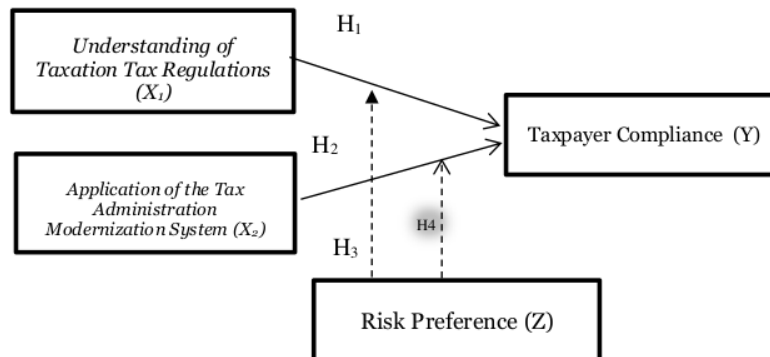 H₁
Understanding of
Taxation Tax Regulations
(X₁)
Taxpayer Compliance (Y)
H₂
Application of the Tax
Administration
Modernization System (X₂)
H4
H₃
Risk Preference (Z)